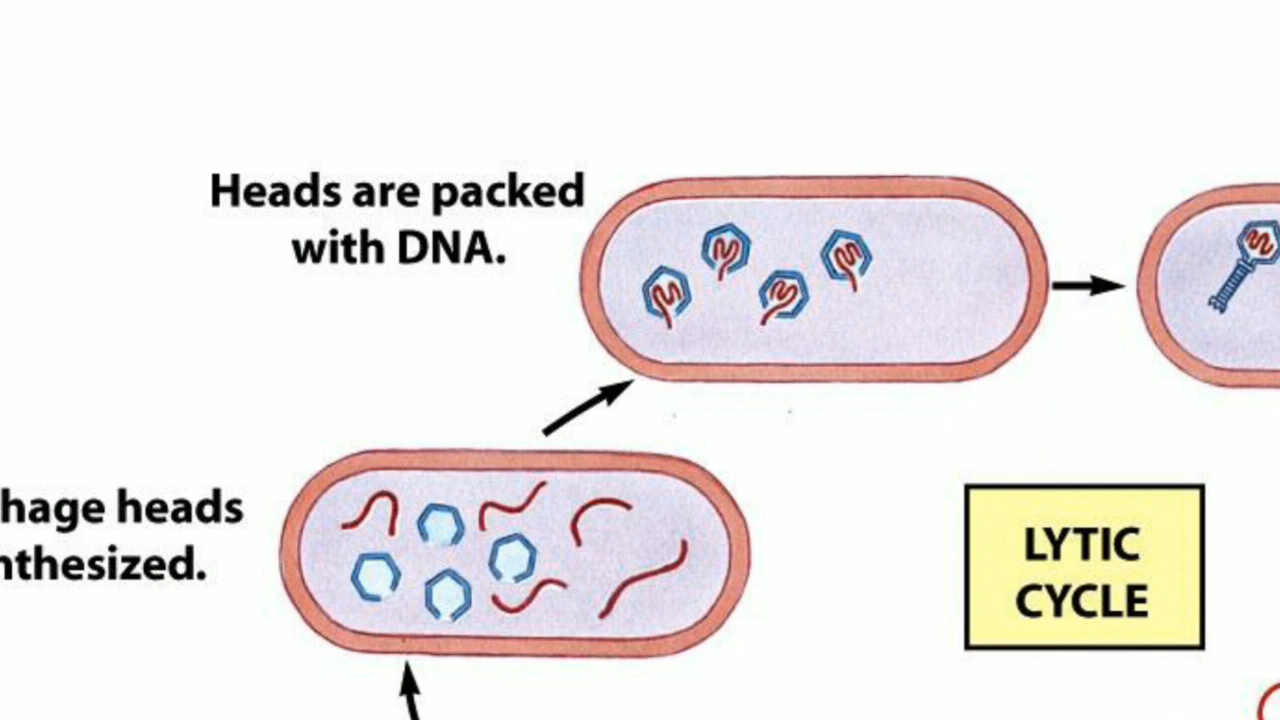 Heads are packed
with DNA.
hage heads
nthesized.
LYTIC
CYCLE